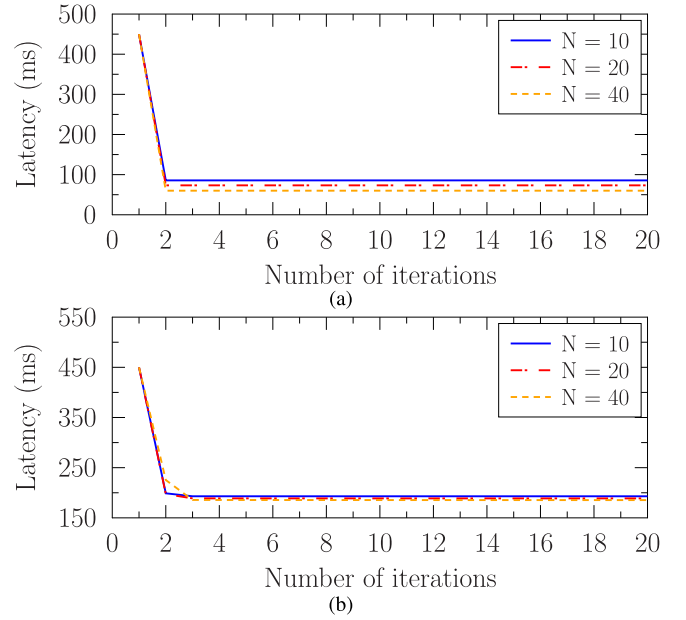 500
400
300
200
100
0
Latency (ms)
N = 10
N = 20
N = 40
0 2 4 6 8 10 12 14 16 18 20
Number of iterations
(a)
550
450
350
250
150
Latency (ms)
N = 10
N = 20
N = 40
0 2 4 6 8 10 12 14 16 18 20
Number of iterations
(b)